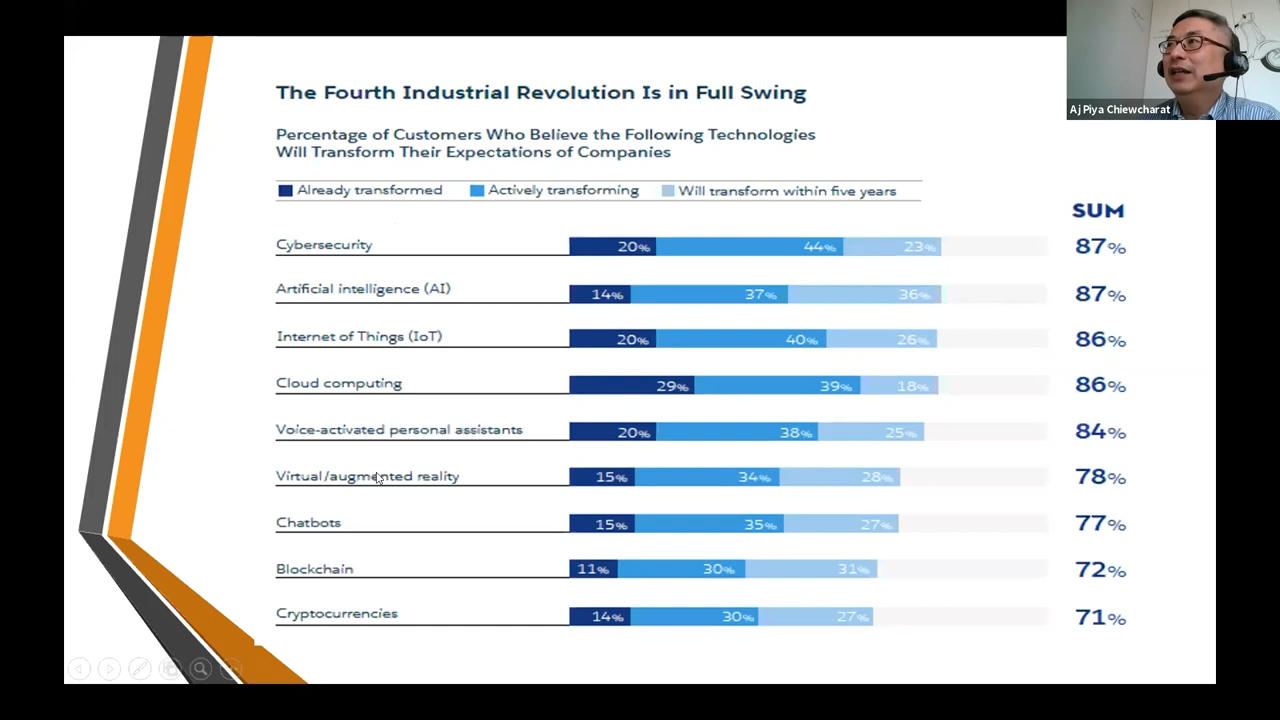 Aj Piya Chiewcharat
The Fourth Industrial Revolution Is in Full Swing
Percentage of Customers Who Believe the Following Technologies
Will Transform Their Expectations of Companies
Already transformed Actively transforming Will transform within five years
SUM
Cybersecurity 20% 44% 23% 87%
Artificial intelligence (AI) 14% 37% 36% 87%
Internet of Things (IoT) 20% 40% 26% 86%
Cloud computing 29% 39% 18% 86%
Voice-activated personal assistants 20% 38% 25% 84%
Virtual/augmented reality 15% 34% 28% 78%
Chatbots 15% 35% 27% 77%
Blockchain 11% 30% 31% 72%
Cryptocurrencies 14% 30% 27% 71%